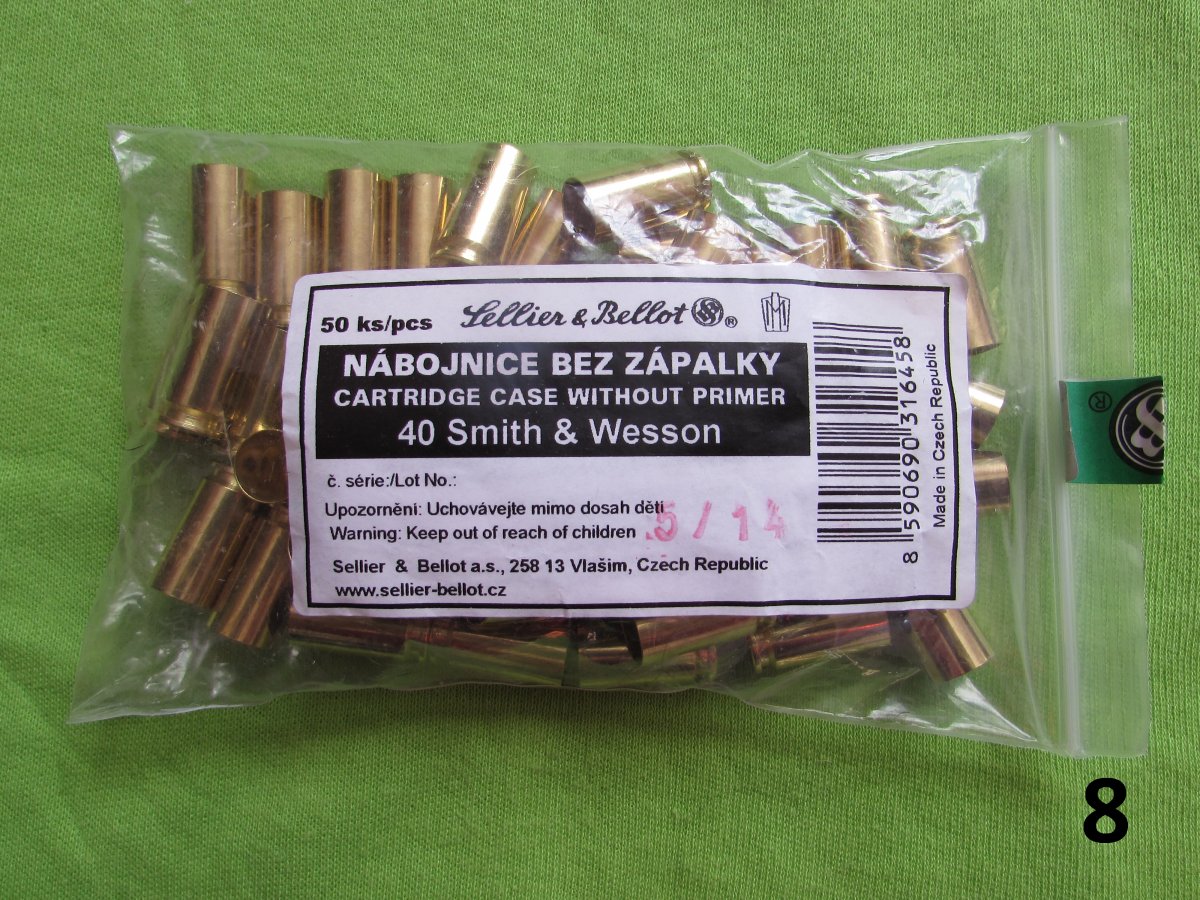 50 ks/pcs
Sellier & Bellot ®
NÁBOJNICE BEZ ZÁPALKY
CARTRIDGE CASE WITHOUT PRIMER
40 Smith & Wesson
č. série:/Lot No.:
Upozornění: Uchovávejte mimo dosah dětí
Warning: Keep out of reach of children
5/14
Sellier & Bellot a.s., 258 13 Vlašim, Czech Republic
www.sellier-bellot.cz
8 590690 316458
Made in Czech Republic
®
8